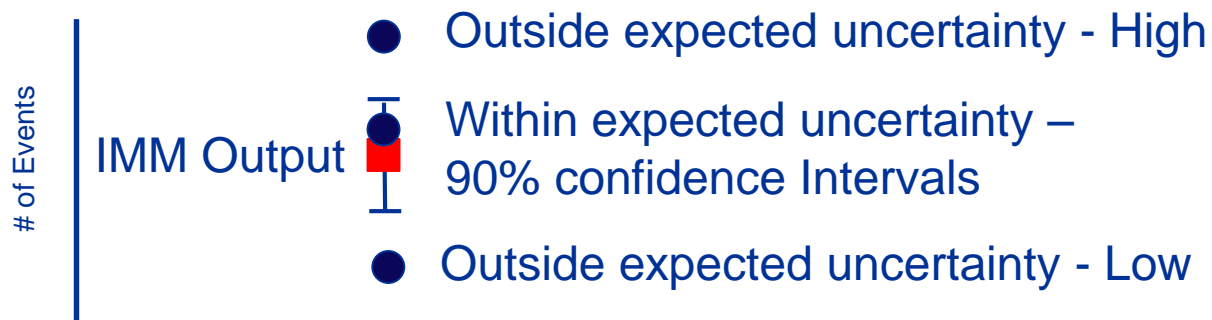 Outside expected uncertainty - High
# of Events
IMM Output
Within expected uncertainty –
90% confidence Intervals
Outside expected uncertainty - Low